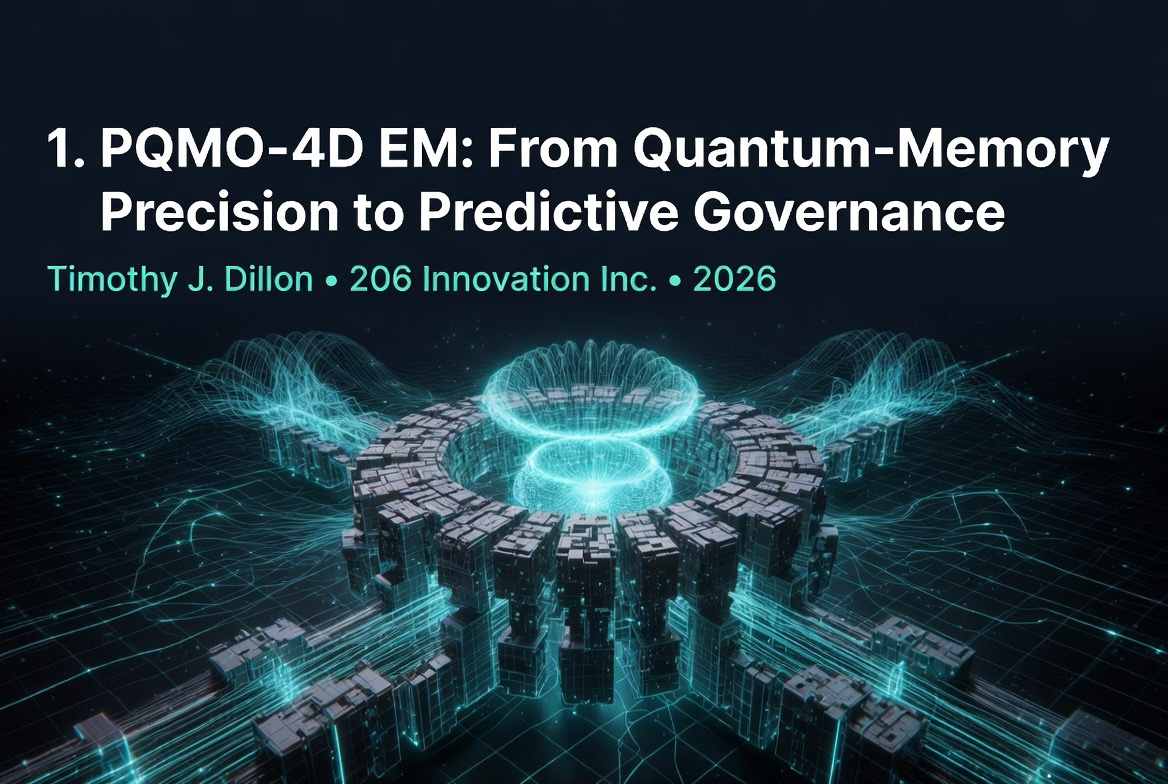 1. PQMO-4D EM: From Quantum-Memory
Precision to Predictive Governance
Timothy J. Dillon • 206 Innovation Inc. • 2026